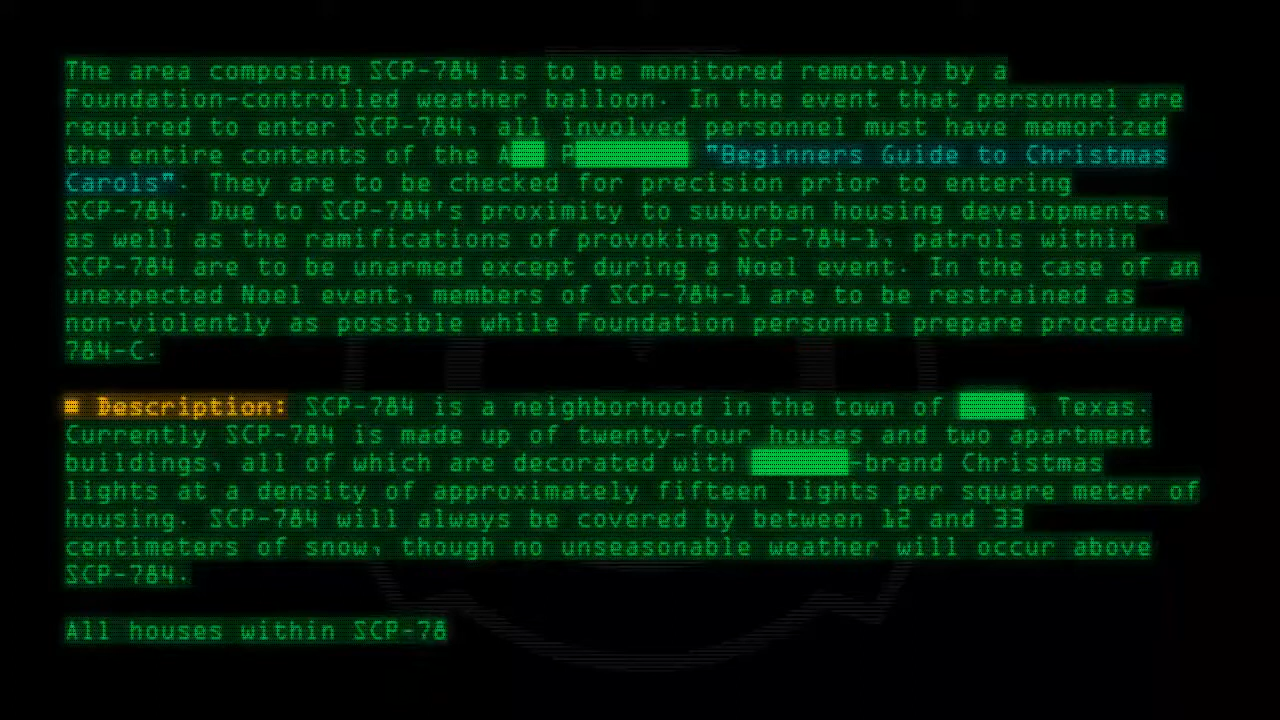 The area composing SCP-784 is to be monitored remotely by a
Foundation-controlled weather balloon. In the event that personnel are
required to enter SCP-784, all involved personnel must have memorized
the entire contents of the A██ P███████ "Beginners Guide to Christmas
Carols". They are to be checked for precision prior to entering
SCP-784. Due to SCP-784's proximity to suburban housing developments,
as well as the ramifications of provoking SCP-784-1, patrols within
SCP-784 are to be unarmed except during a Noel event. In the case of an
unexpected Noel event, members of SCP-784-1 are to be restrained as
non-violently as possible while Foundation personnel prepare procedure
784-C.
■ Description: SCP-784 is a neighborhood in the town of ████, Texas.
Currently SCP-784 is made up of twenty-four houses and two apartment
buildings, all of which are decorated with ██████-brand Christmas
lights at a density of approximately fifteen lights per square meter of
housing. SCP-784 will always be covered by between 12 and 33
centimeters of snow, though no unseasonable weather will occur above
SCP-784.
All houses within SCP-78